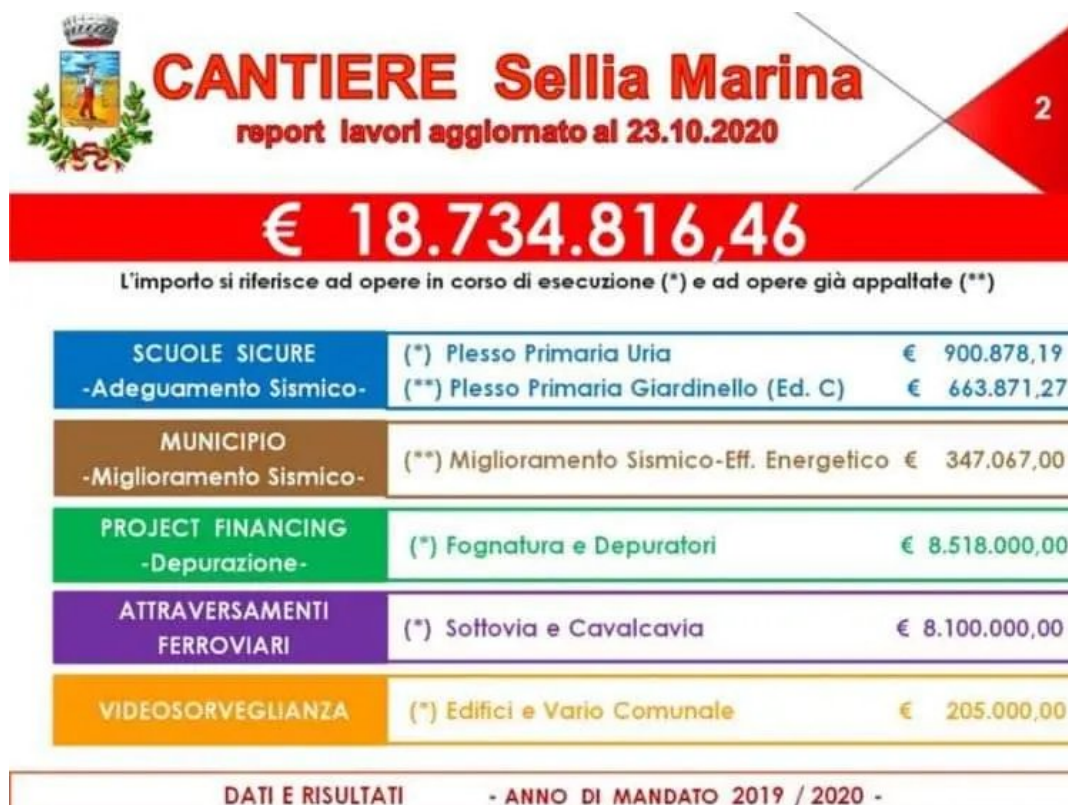 CANTIERE Sellia Marina
report lavori aggiornato al 23.10.2020
2
€ 18.734.816,46
L'importo si riferisce ad opere in corso di esecuzione (*) e ad opere già appaltate (**)
SCUOLE SICURE
-Adeguamento Sismico-
(*) Plesso Primaria Uria € 900.878,19
(**) Plesso Primaria Giardinello (Ed. C) € 663.871,27
MUNICIPIO
-Miglioramento Sismico-
(**) Miglioramento Sismico-Eff. Energetico € 347.067,00
PROJECT FINANCING
-Depurazione-
(*) Fognatura e Depuratori € 8.518.000,00
ATTRAVERSAMENTI
FERROVIARI
(*) Sottovia e Cavalcavia € 8.100.000,00
VIDEOSORVEGLIANZA
(*) Edifici e Vario Comunale € 205.000,00
DATI E RISULTATI - ANNO DI MANDATO 2019 / 2020 -